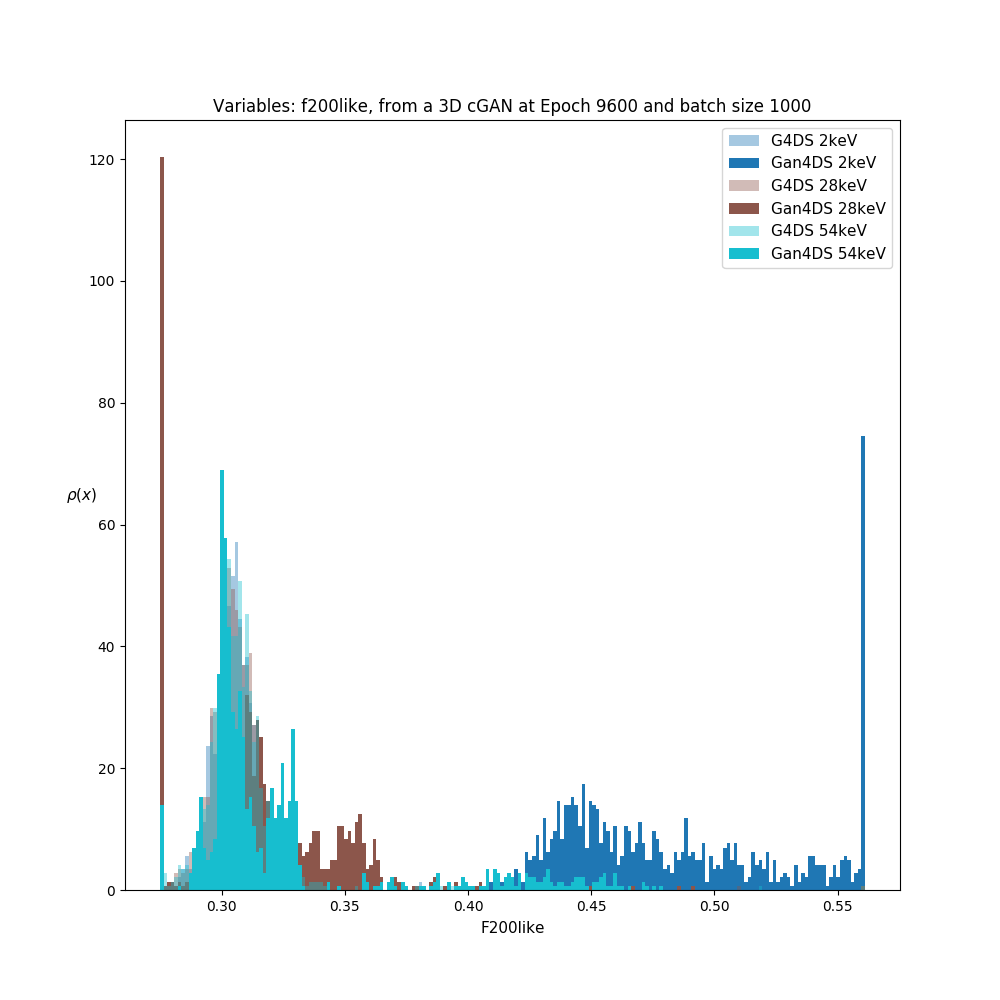 Variables: f200like, from a 3D cGAN at Epoch 9600 and batch size 1000
G4DS 2keV
Gan4DS 2keV
G4DS 28keV
Gan4DS 28keV
G4DS 54keV
Gan4DS 54keV
120
100
80
60
40
20
0
ρ(x)
0.30 0.35 0.40 0.45 0.50 0.55
F200like